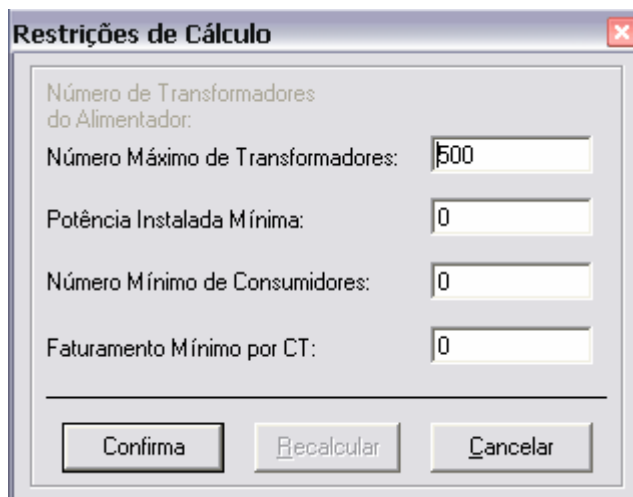 Restrições de Cálculo
Número de Transformadores
do Alimentador:
Número Máximo de Transformadores:
500
Potência Instalada Mínima:
0
Número Mínimo de Consumidores:
0
Faturamento Mínimo por CT:
0
Confirma
Recalcular
Cancelar